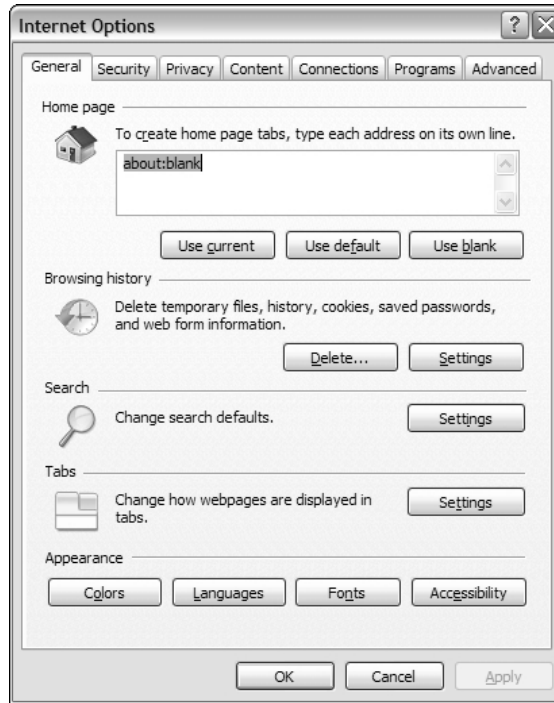 Internet Options
?
X
General Security Privacy Content Connections Programs Advanced
Home page
To create home page tabs, type each address on its own line.
about:blank
Use current Use default Use blank
Browsing history
Delete temporary files, history, cookies, saved passwords,
and web form information.
Delete... Settings
Search
Change search defaults.
Settings
Tabs
Change how webpages are displayed in
tabs.
Settings
Appearance
Colors Languages Fonts Accessibility
OK Cancel Apply